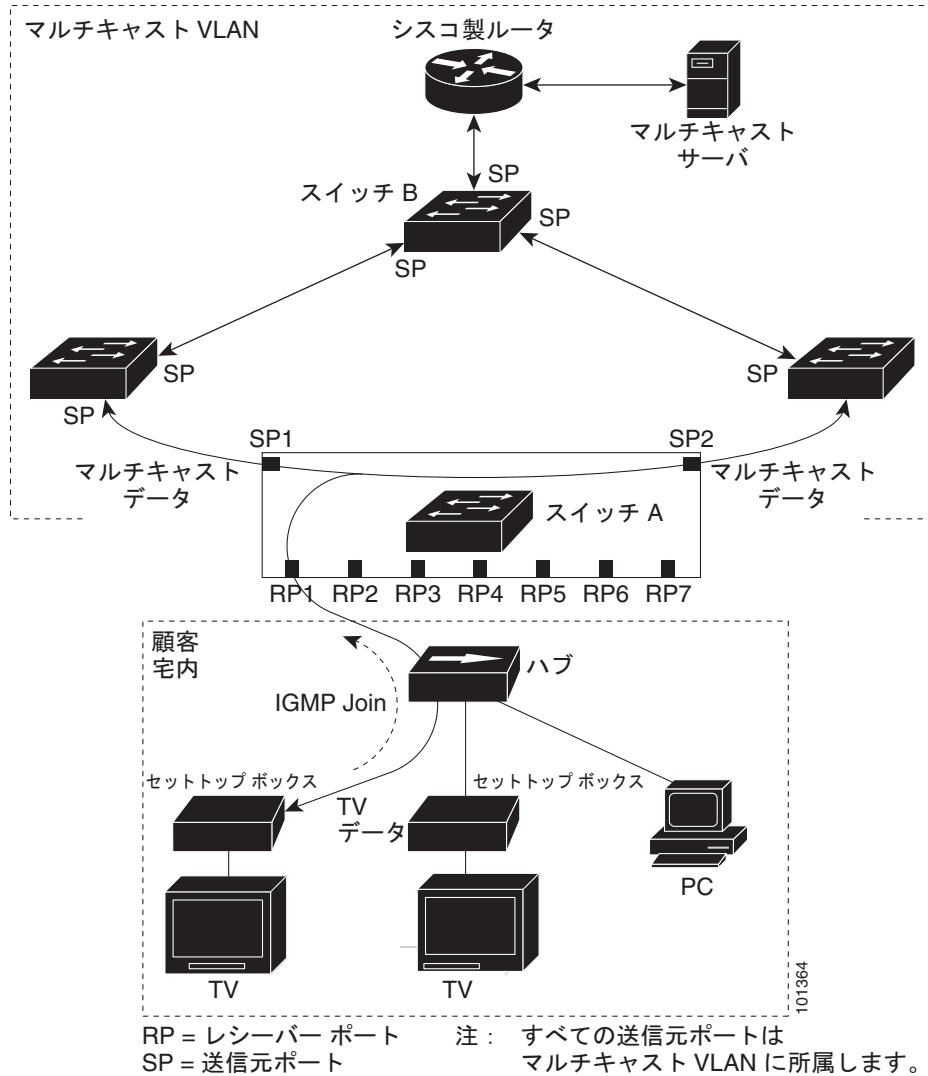 マルチキャスト VLAN
シスコ製ルータ
マルチキャスト
サーバ
SP
スイッチ B
SP
SP
SP
SP
SP
SP1
SP2
マルチキャスト
データ
マルチキャスト
データ
スイッチ A
RP1 RP2 RP3 RP4 RP5 RP6 RP7
顧客
宅内
ハブ
IGMP Join
セットトップ ボックス
セットトップ ボックス
TV
データ
PC
TV
TV
101364
RP = レシーバー ポート
SP = 送信元ポート
注： すべての送信元ポートは
マルチキャスト VLAN に所属します。